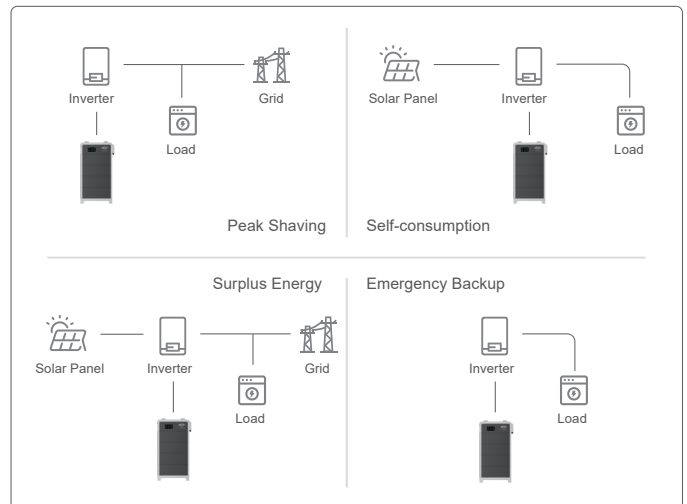 Inverter
Grid
Load
Peak Shaving
Solar Panel
Inverter
Load
Self-consumption
Surplus Energy
Solar Panel
Inverter
Grid
Load
Emergency Backup
Inverter
Load